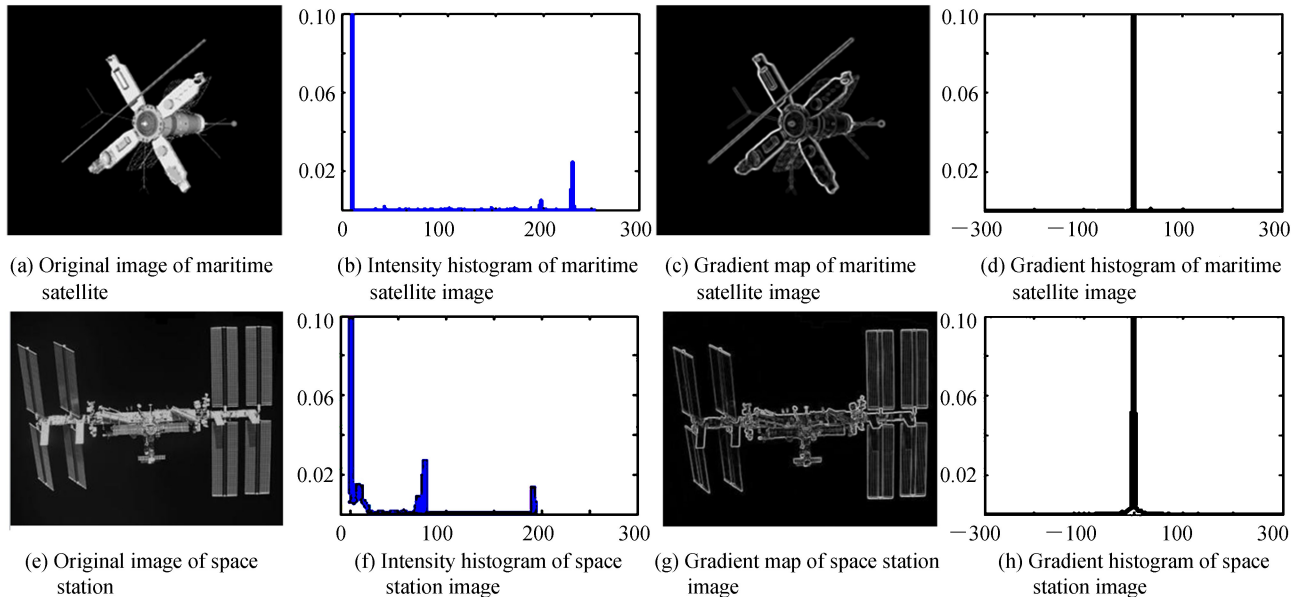 0.10
0.06
0.02
0 100 200 300
0.10
0.06
0.02
−300 −100 100 300
(a) Original image of maritime
satellite
(b) Intensity histogram of maritime
satellite image
(c) Gradient map of maritime
satellite image
(d) Gradient histogram of maritime
satellite image
0.10
0.06
0.02
0 100 200 300
0.10
0.06
0.02
−300 −100 100 300
(e) Original image of space
station
(f) Intensity histogram of space
station image
(g) Gradient map of space station
image
(h) Gradient histogram of space
station image